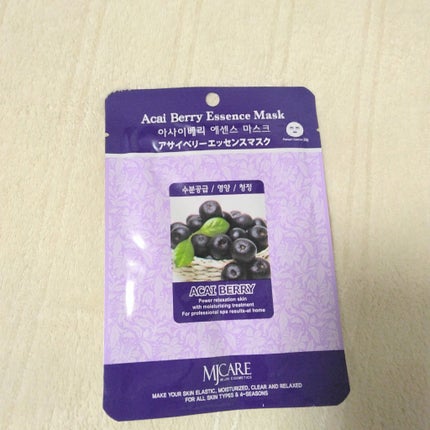 Acai Berry Essence Mask
아사이베리 에센스 마스크
アサイベリーエッセンスマスク
수분공급 / 영양 / 청정
ACAI BERRY
Power relaxation skin
with moisturizing treatment
For professional spa results-at home
MJCARE
MAKE YOUR SKIN ELASTIC, MOISTURIZED, CLEAR AND RELAXED
FOR ALL SKIN TYPES & 4-SEASONS